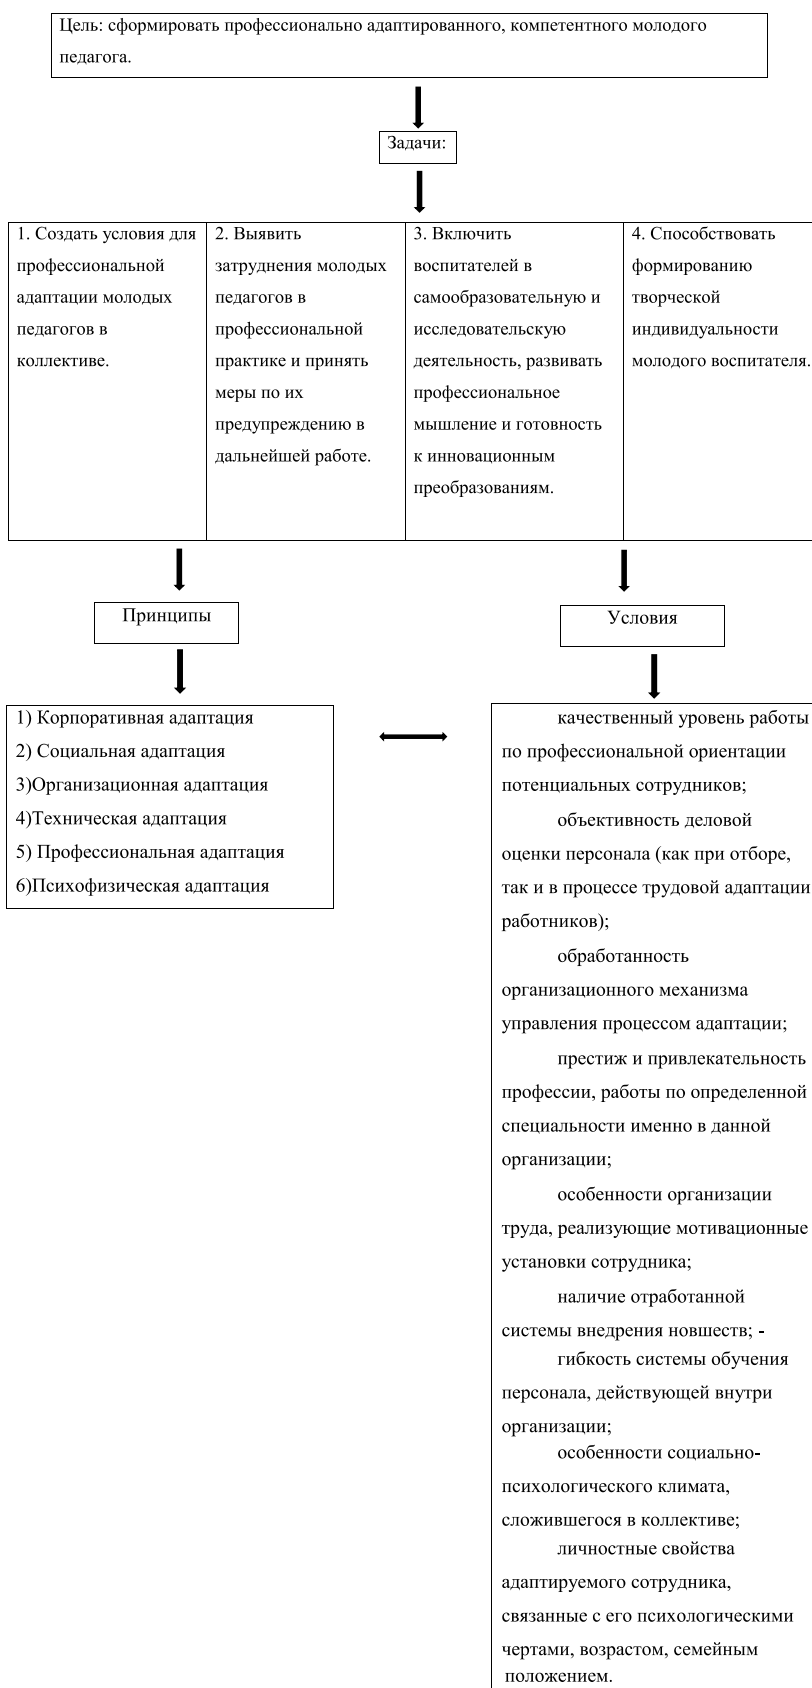 Цель: сформировать профессионально адаптированного, компетентного молодого
педагога.
Задачи:
1. Создать условия для
профессиональной
адаптации молодых
педагогов в
коллективе.
2. Выявить
затруднения молодых
педагогов в
профессиональной
практике и принять
меры по их
предупреждению в
дальнейшей работе.
3. Включить
воспитателей в
самообразовательную и
исследовательскую
деятельность, развивать
профессиональное
мышление и готовность
к инновационным
преобразованиям.
4. Способствовать
формированию
творческой
индивидуальности
молодого воспитателя.
Принципы
1) Корпоративная адаптация
2) Социальная адаптация
3)Организационная адаптация
4)Техническая адаптация
5) Профессиональная адаптация
6)Психофизическая адаптация
Условия
качественный уровень работы
по профессиональной ориентации
потенциальных сотрудников;
объективность деловой
оценки персонала (как при отборе,
так и в процессе трудовой адаптации
работников);
обработанность
организационного механизма
управления процессом адаптации;
престиж и привлекательность
профессии, работы по определенной
специальности именно в данной
организации;
особенности организации
труда, реализующие мотивационные
установки сотрудника;
наличие отработанной
системы внедрения новшеств; -
гибкость системы обучения
персонала, действующей внутри
организации;
особенности социально-
психологического климата,
сложившегося в коллективе;
личностные свойства
адаптируемого сотрудника,
связанные с его психологическими
чертами, возрастом, семейным
положением.